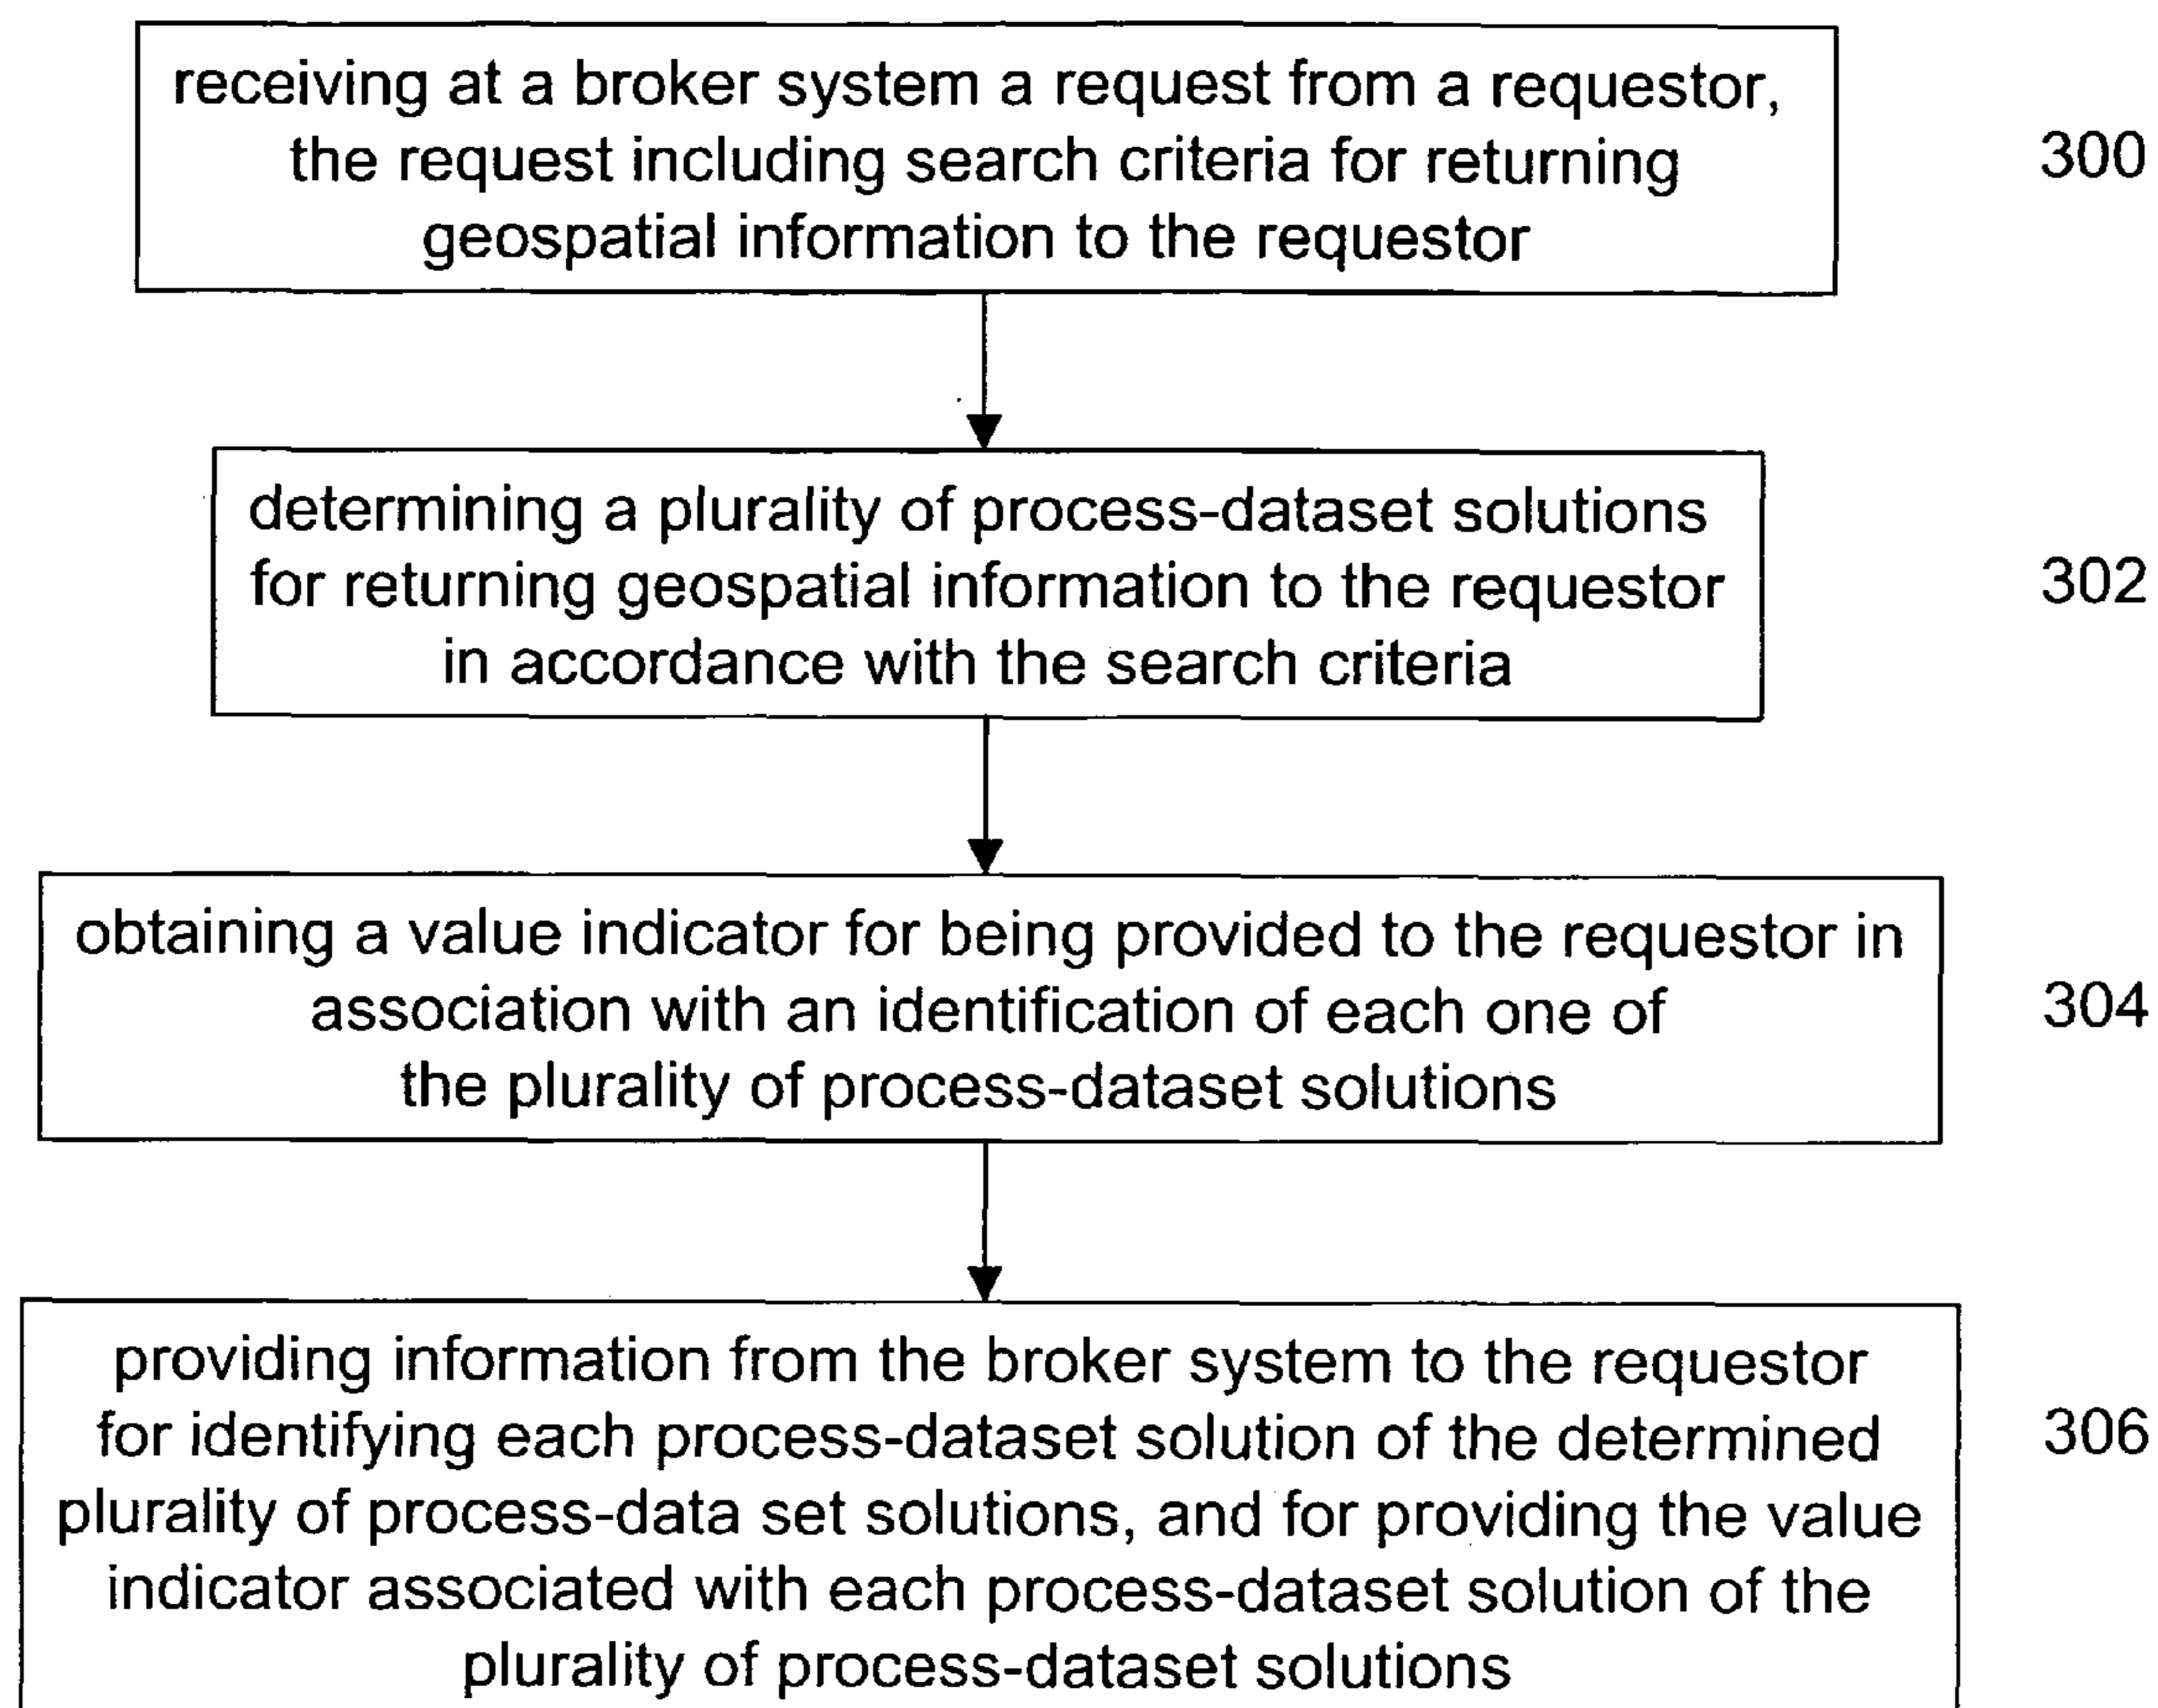 receiving at a broker system a request from a requestor,
the request including search criteria for returning
geospatial information to the requestor
300
determining a plurality of process-dataset solutions
for returning geospatial information to the requestor
in accordance with the search criteria
302
obtaining a value indicator for being provided to the requestor in
association with an identification of each one of
the plurality of process-dataset solutions
304
providing information from the broker system to the requestor
for identifying each process-dataset solution of the determined
plurality of process-data set solutions, and for providing the value
indicator associated with each process-dataset solution of the
plurality of process-dataset solutions
306